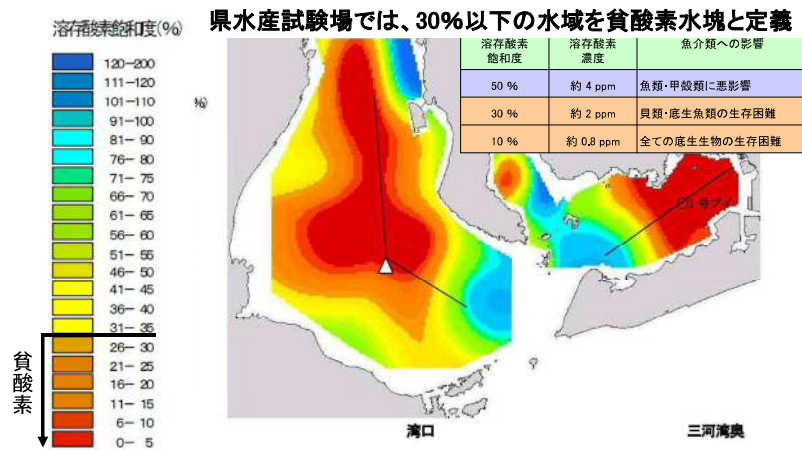 県水産試験場では、30%以下の水域を貧酸素水塊と定義
溶存酸素飽和度(%)
120-200
111-120
101-110
91-100
81- 90
76- 80
71- 75
66- 70
61- 65
56- 60
51- 55
46- 50
41- 45
36- 40
31- 35
26- 30
21- 25
16- 20
11- 15
6- 10
0- 5
貧酸素
%)
溶存酸素飽和度 溶存酸素濃度 魚介類への影響
50 % 約 4 ppm 魚類・甲殻類に悪影響
30 % 約 2 ppm 貝類・底生魚類の生存困難
10 % 約 0.8 ppm 全ての底生生物の生存困難
1号ブイ
湾口
三河湾奥